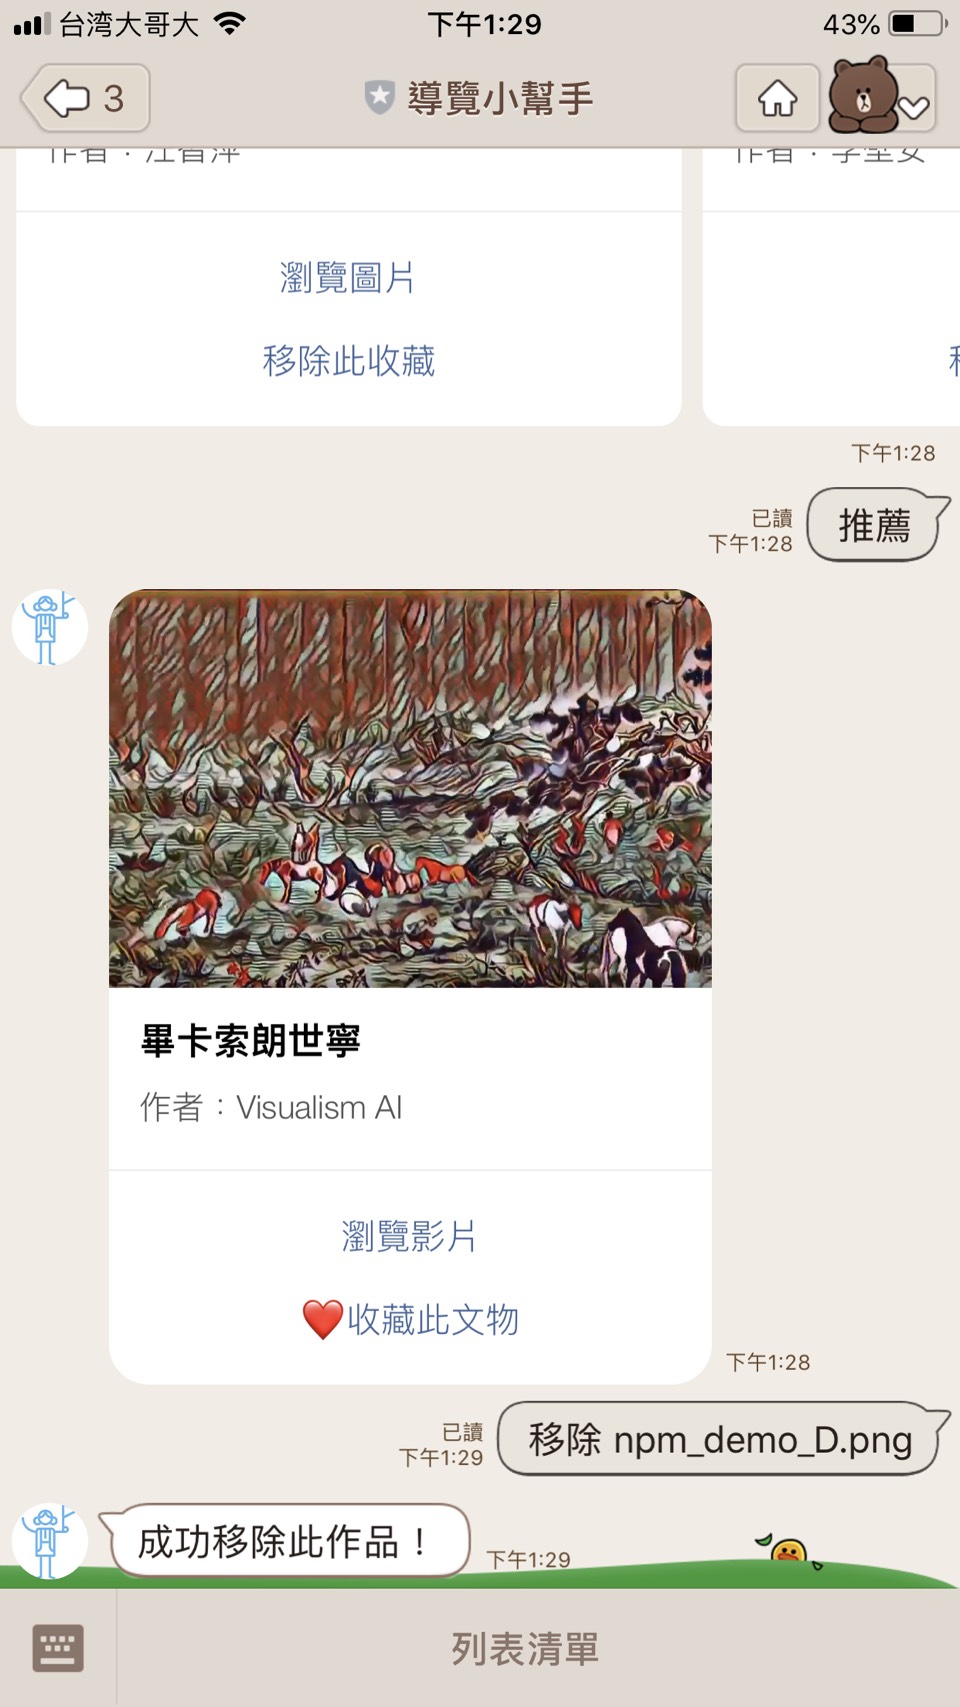 台湾大哥大
下午1:29
43%
3
導覽小幫手
瀏覽圖片
移除此收藏
下午1:28
已讀
下午1:28
推薦
畢卡索朗世寧
作者：Visualism AI
瀏覽影片
❤️收藏此文物
下午1:28
已讀
下午1:29
移除 npm_demo_D.png
成功移除此作品！
下午1:29
列表清單